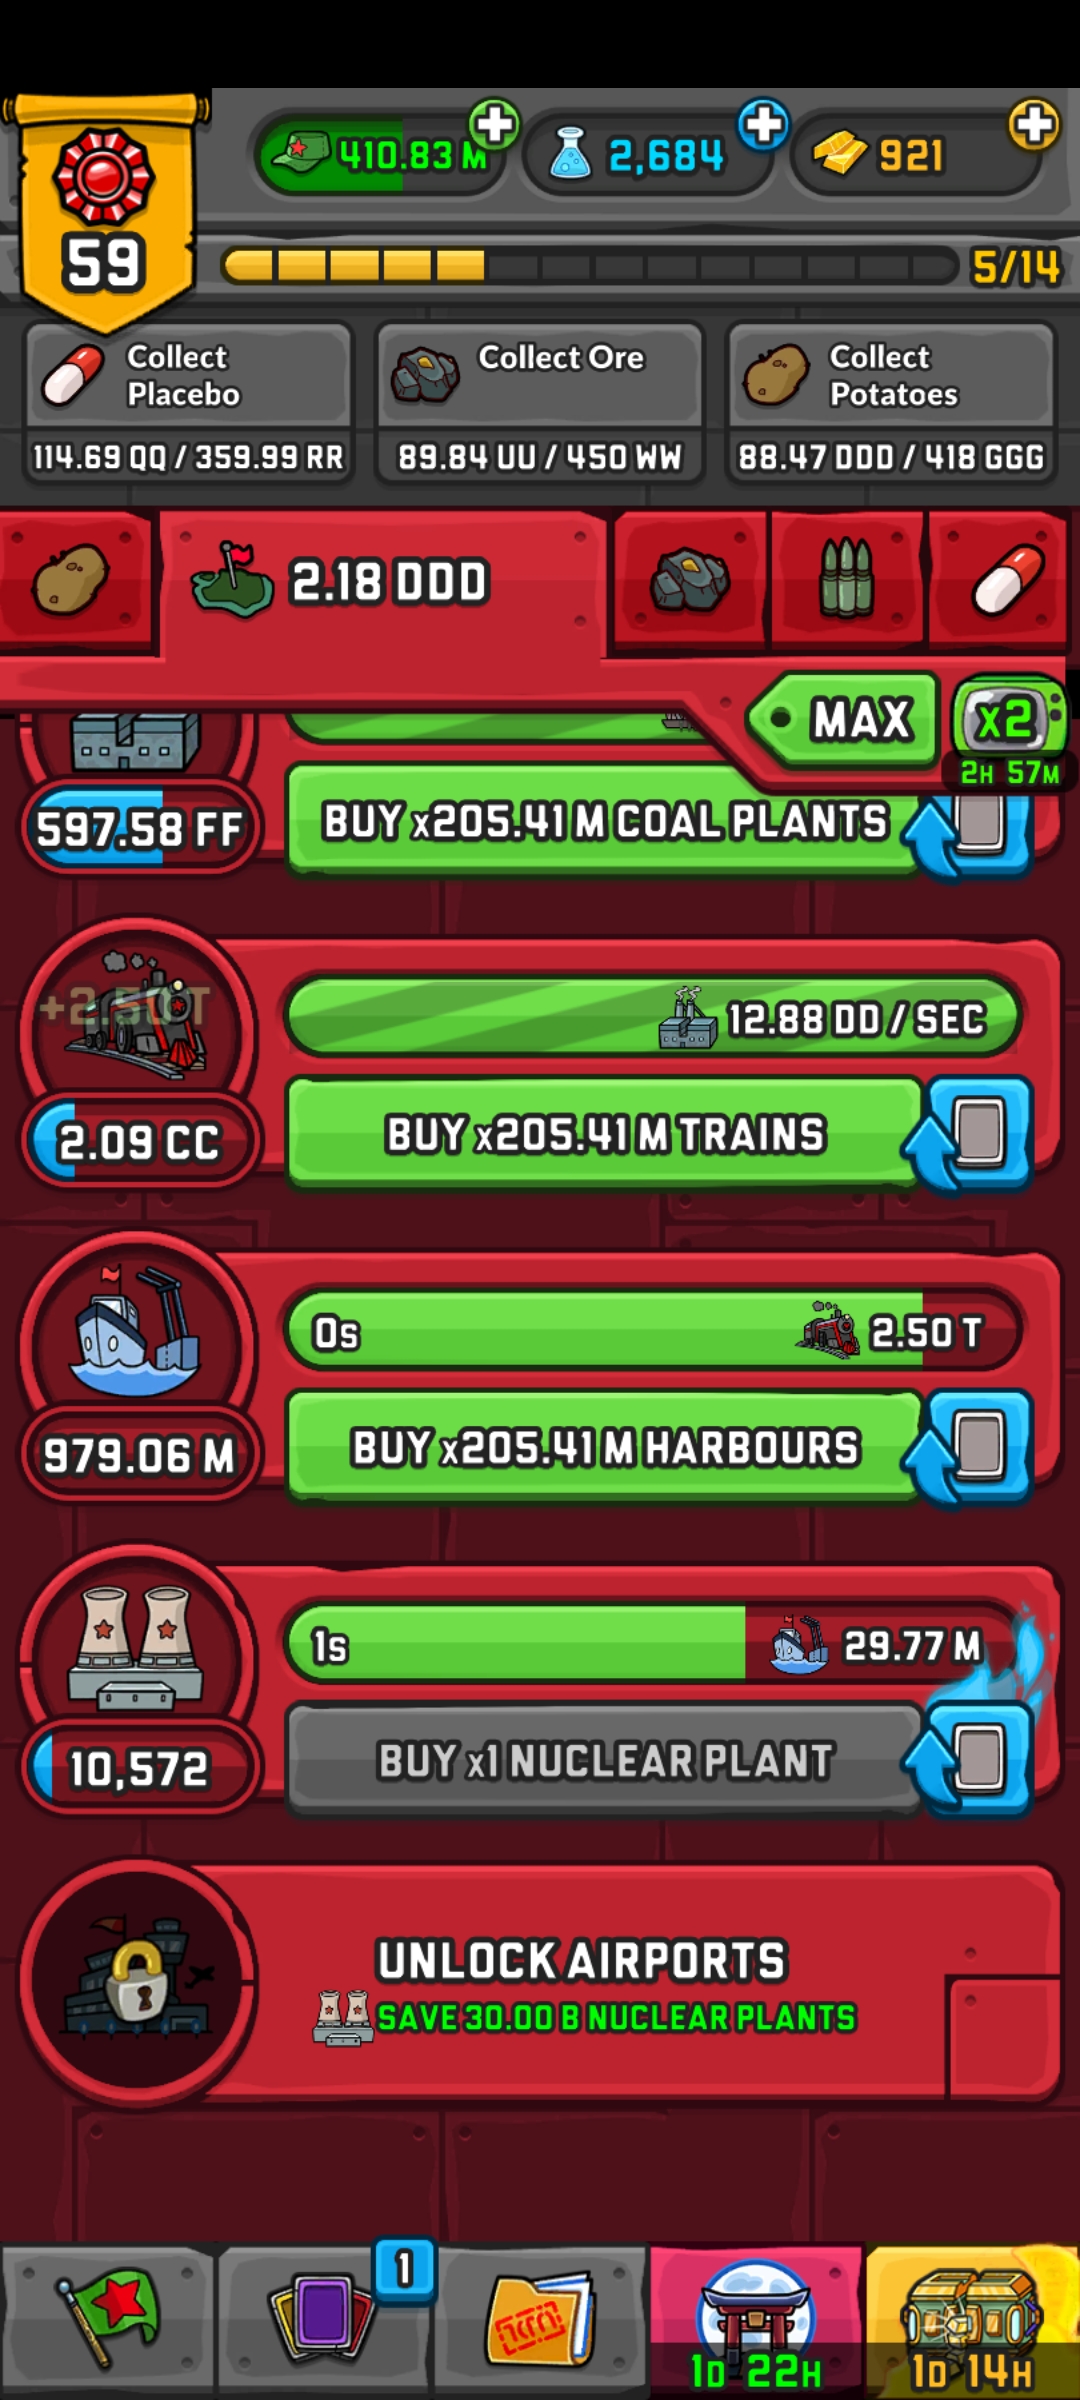 59
410.83 M
2,684
921
5/14
Collect Placebo
114.69 QQ / 359.99 RR
Collect Ore
89.84 UU / 450 WW
Collect Potatoes
88.47 DDD / 418 GGG
2.18 DDD
MAX
x2
2H 57M
597.58 FF
BUY x205.41 M COAL PLANTS
+2.50 T
12.88 DD / SEC
2.09 CC
BUY x205.41 M TRAINS
0s
2.50 T
979.06 M
BUY x205.41 M HARBOURS
1s
29.77 M
10,572
BUY x1 NUCLEAR PLANT
UNLOCK AIRPORTS
SAVE 30.00 B NUCLEAR PLANTS
1
1D 22H
1D 14H